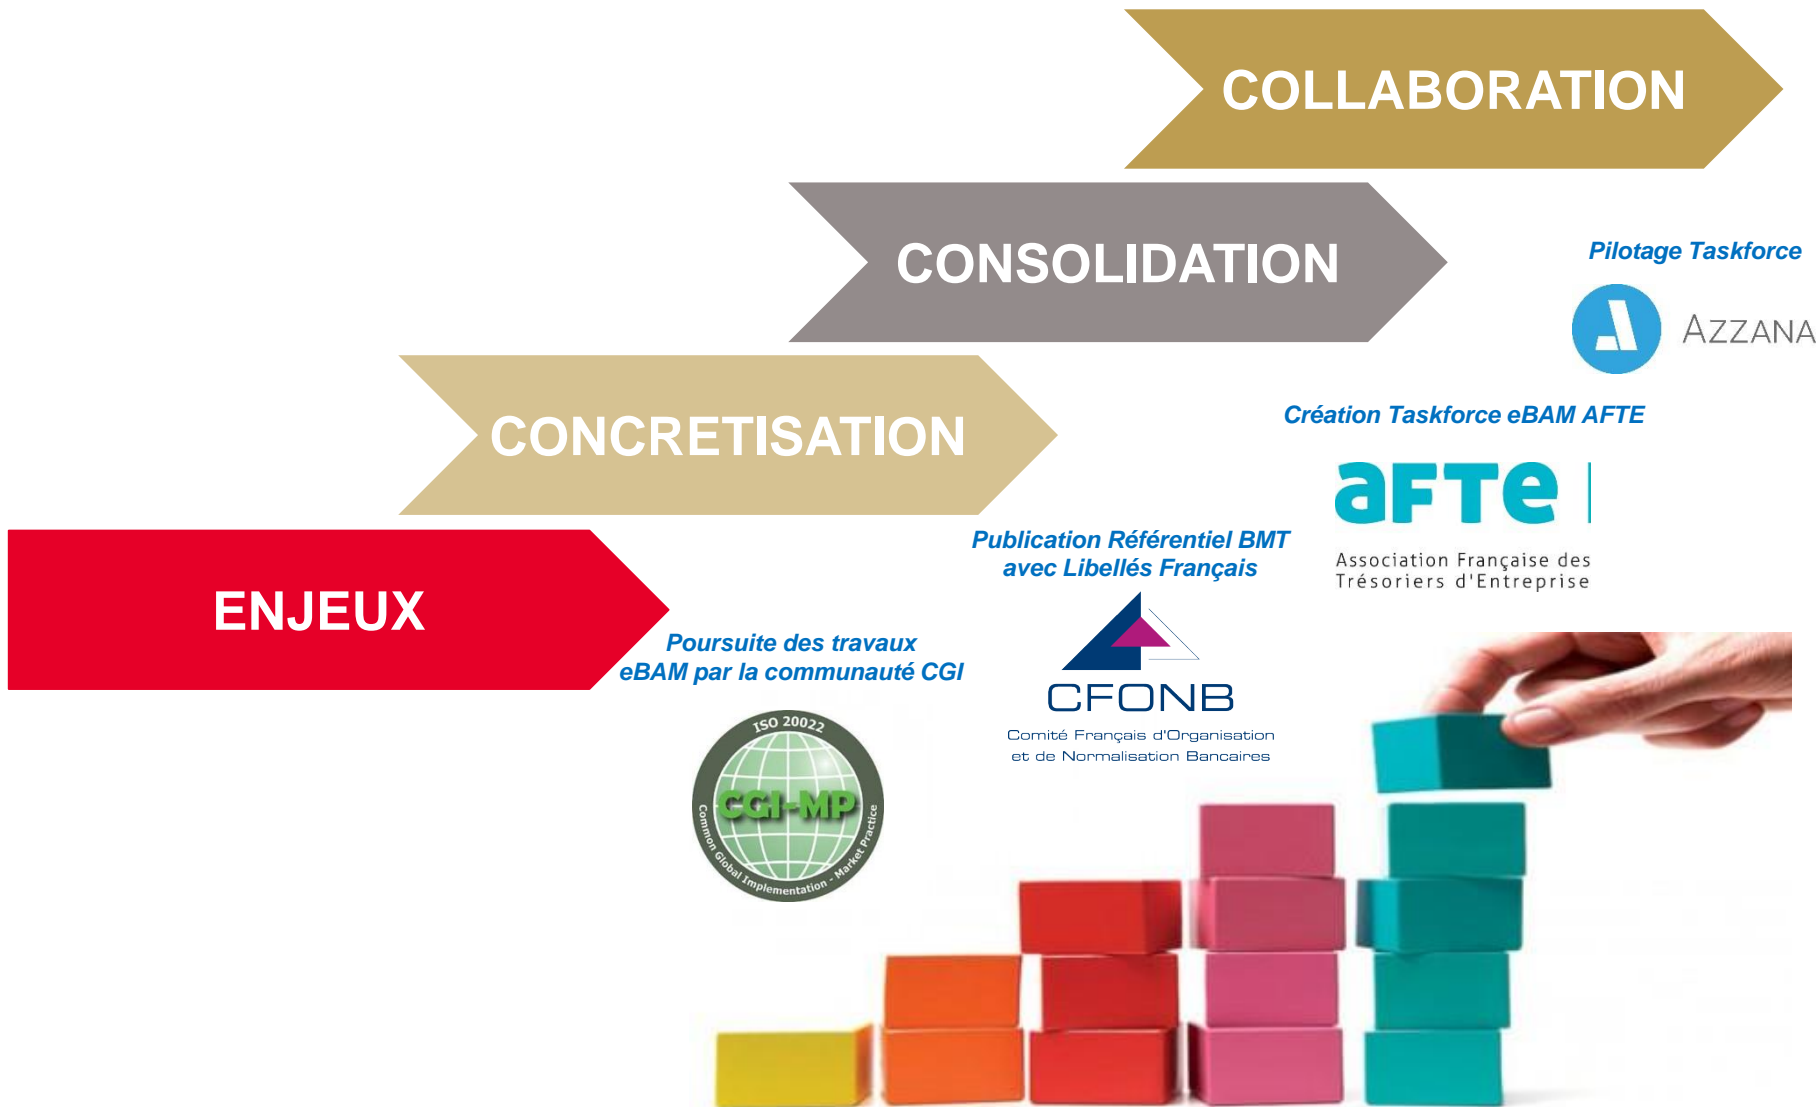 COLLABORATION
CONSOLIDATION
Pilotage Taskforce
AZZANA
CONCRETISATION
Création Taskforce eBAM AFTE
aFTe
Association Française des
Trésoriers d'Entreprise
ENJEUX
Publication Référentiel BMT
avec Libellés Français
CFONB
Comité Français d'Organisation
et de Normalisation Bancaires
Poursuite des travaux
eBAM par la communauté CGI
ISO 20022
CGI-MP
Common Global Implementation - Market Practice